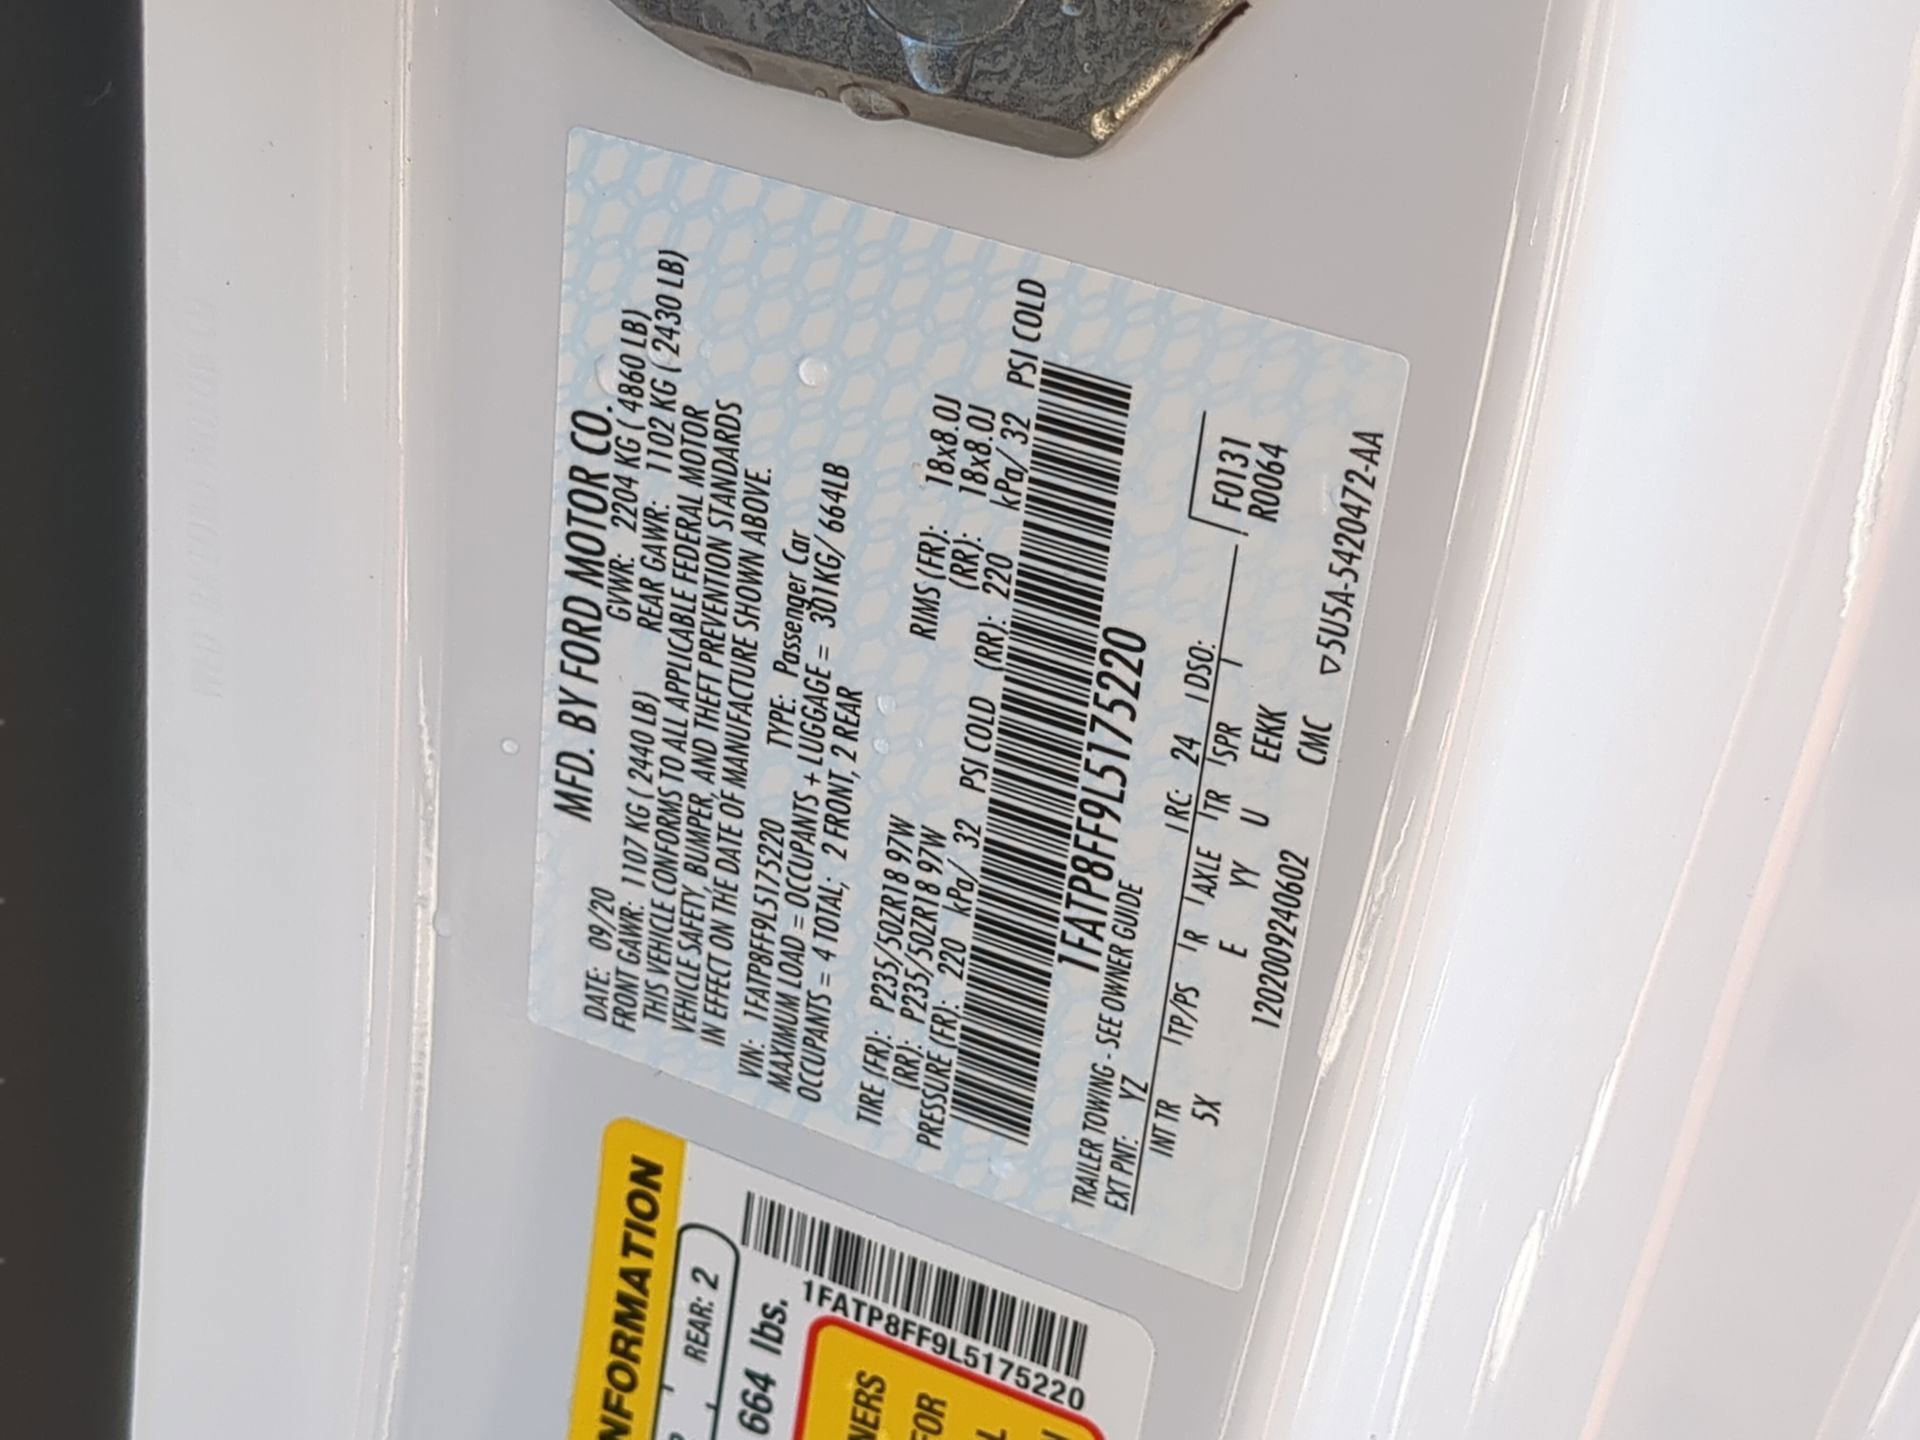 MFD. BY FORD MOTOR CO.
DATE: 09/20 GVWR: 2204 KG ( 4860 LB)
FRONT GAWR: 1107 KG ( 2440 LB) REAR GAWR: 1102 KG ( 2430 LB)
THIS VEHICLE CONFORMS TO ALL APPLICABLE FEDERAL MOTOR
VEHICLE SAFETY, BUMPER, AND THEFT PREVENTION STANDARDS
IN EFFECT ON THE DATE OF MANUFACTURE SHOWN ABOVE.
VIN: 1FATP8FF9L5175220 TYPE: Passenger Car
MAXIMUM LOAD = OCCUPANTS + LUGGAGE = 301KG/ 664LB
OCCUPANTS = 4 TOTAL,: 2 FRONT, 2 REAR
TIRE (FR): P235/50ZR18 97W RIMS (FR): 18x8.0J
(RR): P235/50ZR18 97W (RR): 18x8.0J
PRESSURE (FR): 220 kPa/ 32 PSI COLD (RR): 220 kPa/ 32 PSI COLD
1FATP8FF9L5175220
TRAILER TOWING - SEE OWNER GUIDE
EXT PNT: YZ RC: 24 DSO:
INT TR TP/PS R AXLE TR SPR F0131
5X E YY U EEKK R0064
120200924060​2 CMC ▽5U5A-5420472-AA
NFORMATION
REAR: 2
664 lbs.
1FATP8FF9L5175220
NERS
FOR